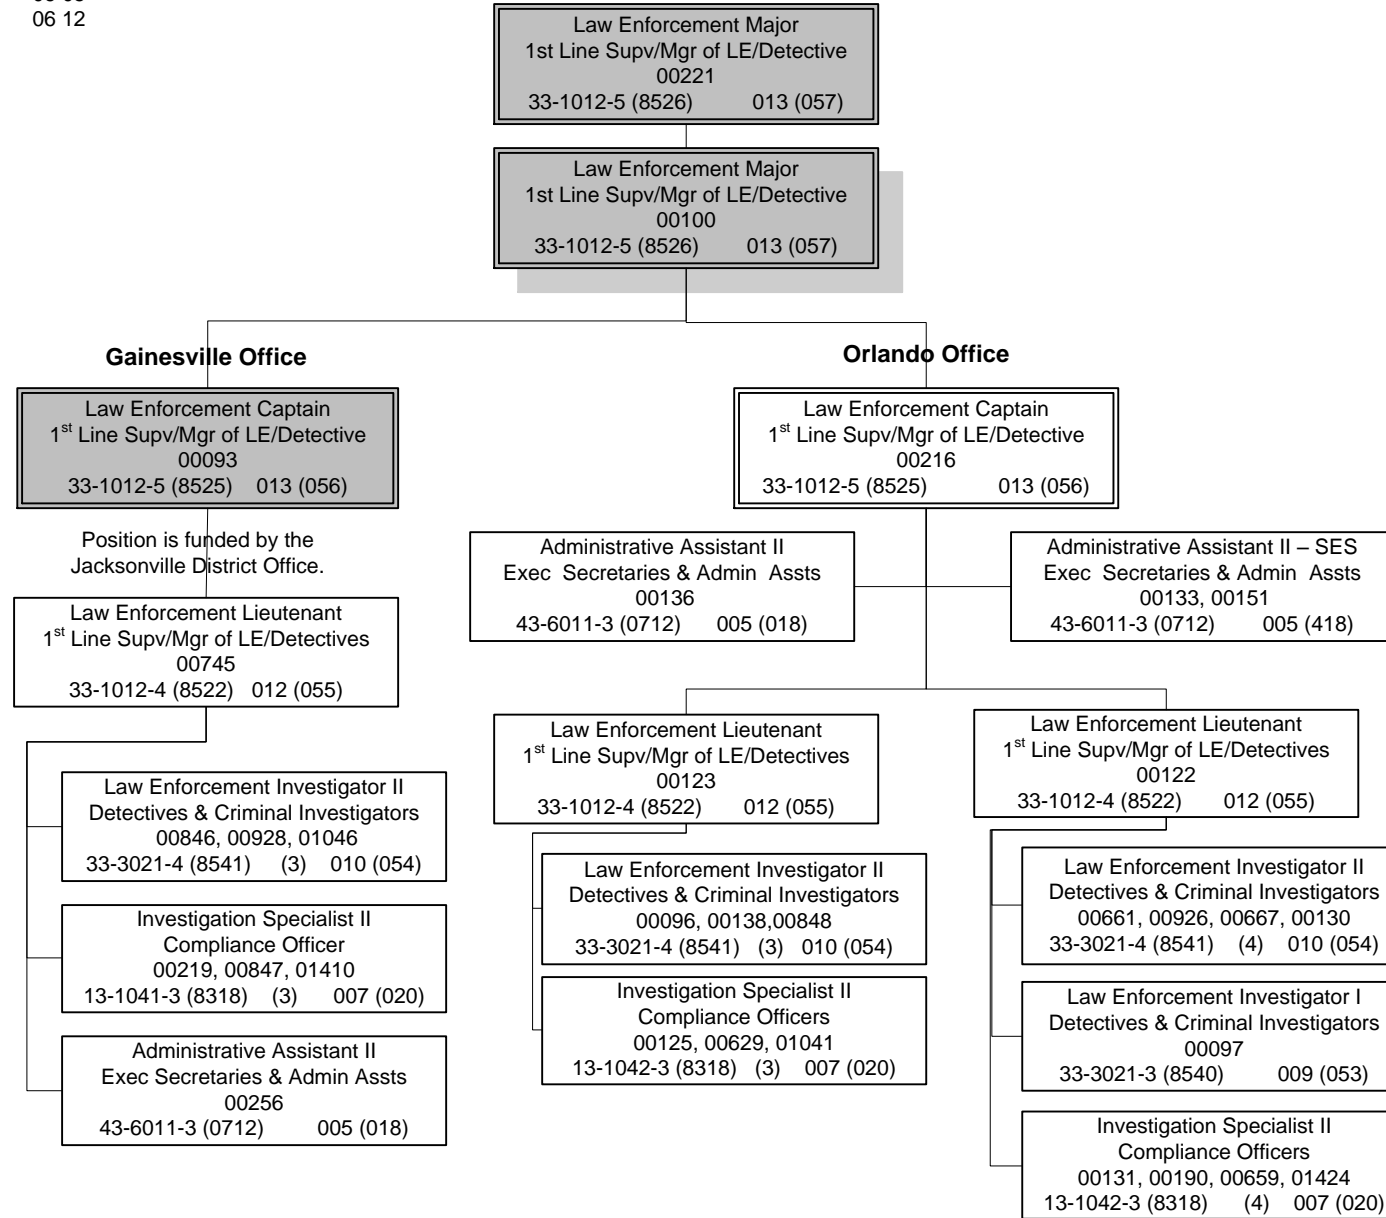 06 12
Law Enforcement Major
1st Line Supv/Mgr of LE/Detective
00221
33-1012-5 (8526) 013 (057)
Law Enforcement Major
1st Line Supv/Mgr of LE/Detective
00100
33-1012-5 (8526) 013 (057)
Gainesville Office
Law Enforcement Captain
1st Line Supv/Mgr of LE/Detective
00093
33-1012-5 (8525) 013 (056)
Position is funded by the
Jacksonville District Office.
Law Enforcement Lieutenant
1st Line Supv/Mgr of LE/Detectives
00745
33-1012-4 (8522) 012 (055)
Law Enforcement Investigator II
Detectives & Criminal Investigators
00846, 00928, 01046
33-3021-4 (8541) (3) 010 (054)
Investigation Specialist II
Compliance Officer
00219, 00847, 01410
13-1041-3 (8318) (3) 007 (020)
Administrative Assistant II
Exec Secretaries & Admin Assts
00256
43-6011-3 (0712) 005 (018)
Orlando Office
Law Enforcement Captain
1st Line Supv/Mgr of LE/Detective
00216
33-1012-5 (8525) 013 (056)
Administrative Assistant II
Exec Secretaries & Admin Assts
00136
43-6011-3 (0712) 005 (018)
Administrative Assistant II – SES
Exec Secretaries & Admin Assts
00133, 00151
43-6011-3 (0712) 005 (418)
Law Enforcement Lieutenant
1st Line Supv/Mgr of LE/Detectives
00123
33-1012-4 (8522) 012 (055)
Law Enforcement Investigator II
Detectives & Criminal Investigators
00096, 00138,00848
33-3021-4 (8541) (3) 010 (054)
Investigation Specialist II
Compliance Officers
00125, 00629, 01041
13-1042-3 (8318) (3) 007 (020)
Law Enforcement Lieutenant
1st Line Supv/Mgr of LE/Detectives
00122
33-1012-4 (8522) 012 (055)
Law Enforcement Investigator II
Detectives & Criminal Investigators
00661, 00926, 00667, 00130
33-3021-4 (8541) (4) 010 (054)
Law Enforcement Investigator I
Detectives & Criminal Investigators
00097
33-3021-3 (8540) 009 (053)
Investigation Specialist II
Compliance Officers
00131, 00190, 00659, 01424
13-1042-3 (8318) (4) 007 (020)